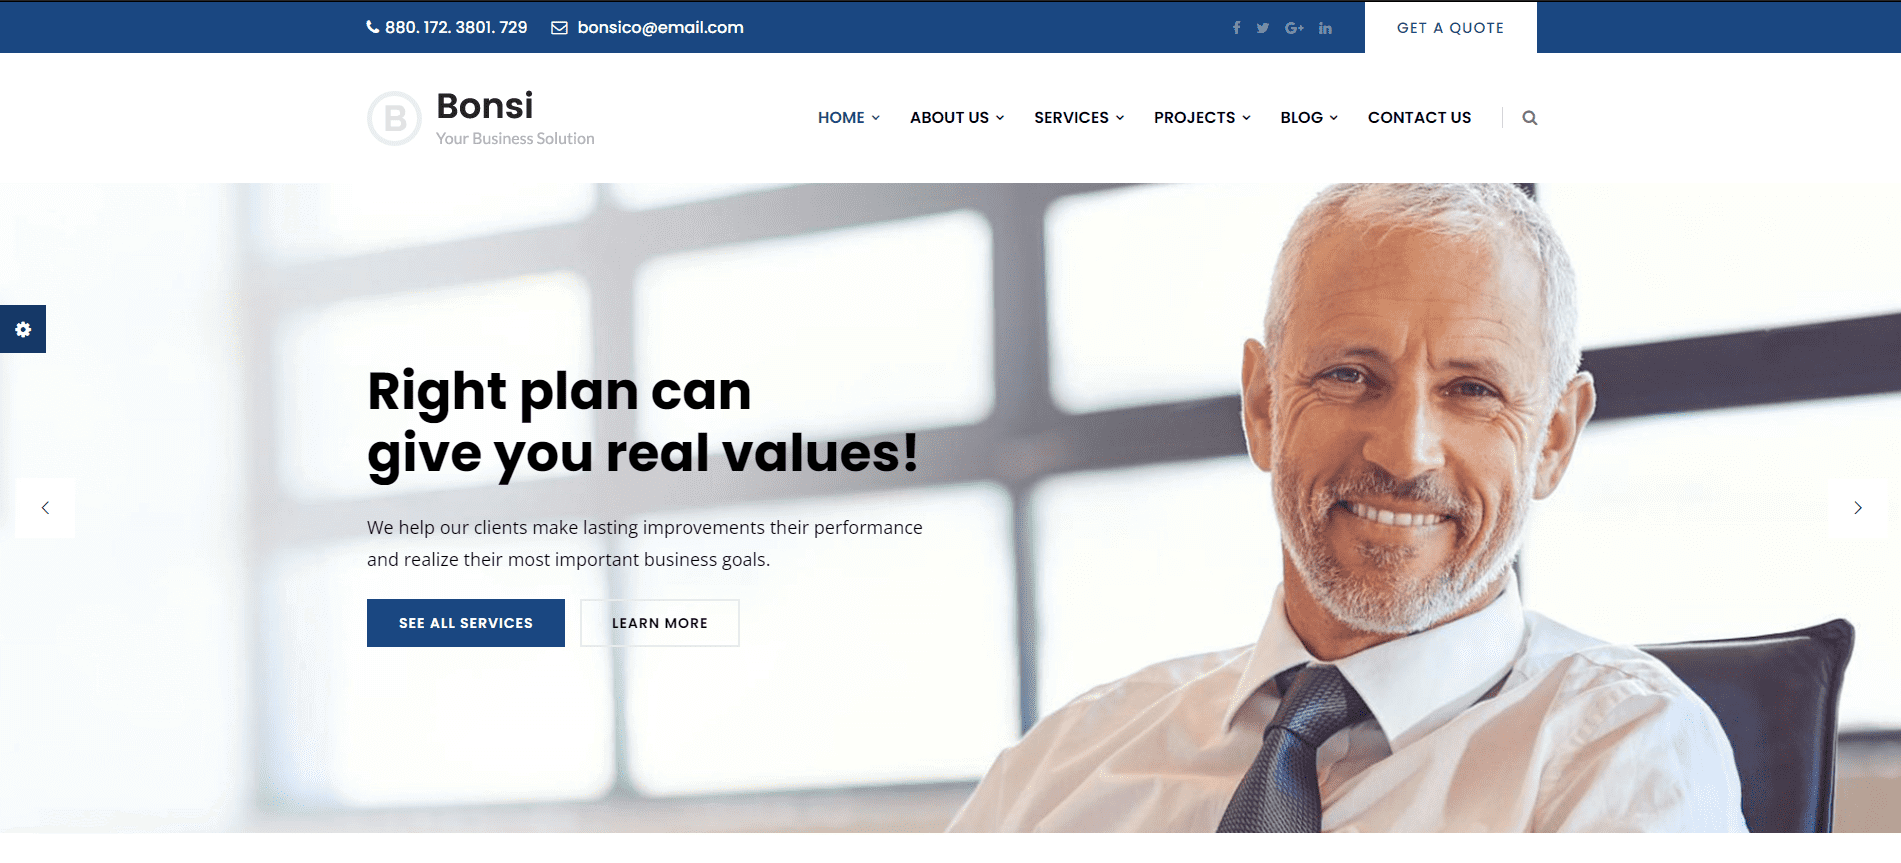 880. 172. 3801. 729 bonsico@email.com GET A QUOTE
B Bonsi
Your Business Solution
HOME ABOUT US SERVICES PROJECTS BLOG CONTACT US
Right plan can
give you real values!
We help our clients make lasting improvements their performance
and realize their most important business goals.
SEE ALL SERVICES LEARN MORE